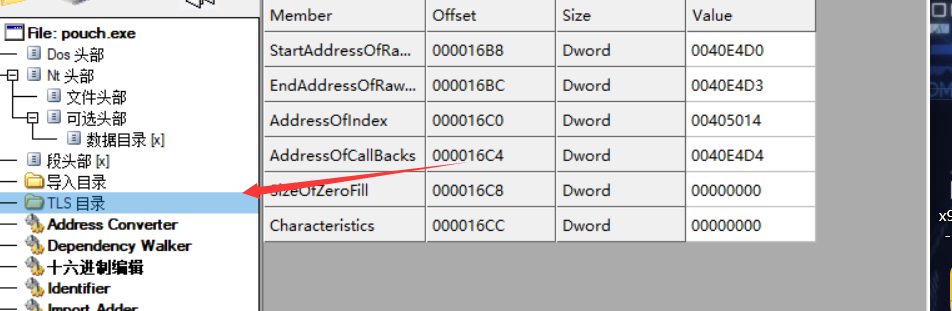 File: pouch.exe
Dos 头部
Nt 头部
文件头部
可选头部
数据目录 [x]
段头部 [x]
导入目录
TLS 目录
Address Converter
Dependency Walker
十六进制编辑
Identifier
Import Adder
Member Offset Size Value
StartAddressOfRa... 000016B8 Dword 0040E4D0
EndAddressOfRaw... 000016BC Dword 0040E4D3
AddressOfIndex 000016C0 Dword 00405014
AddressOfCallBacks 000016C4 Dword 0040E4D4
SizeOfZeroFill 000016C8 Dword 00000000
Characteristics 000016CC Dword 00000000